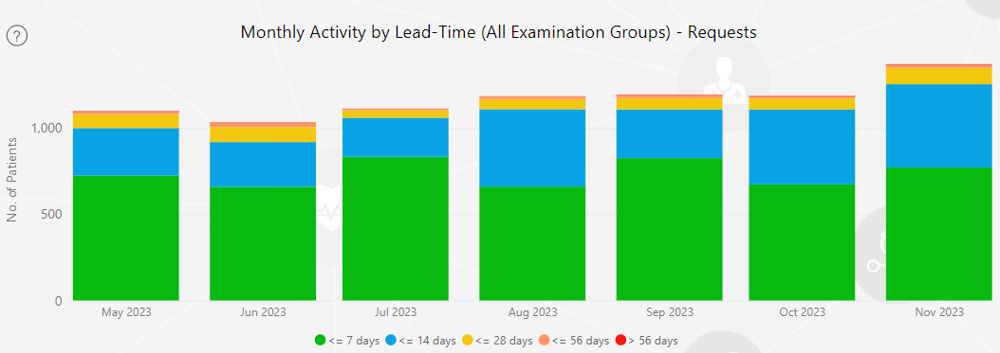 Monthly Activity by Lead-Time (All Examination Groups) - Requests
?
No. of Patients
1,000
500
0
May 2023
Jun 2023
Jul 2023
Aug 2023
Sep 2023
Oct 2023
Nov 2023
<= 7 days
<= 14 days
<= 28 days
<= 56 days
> 56 days